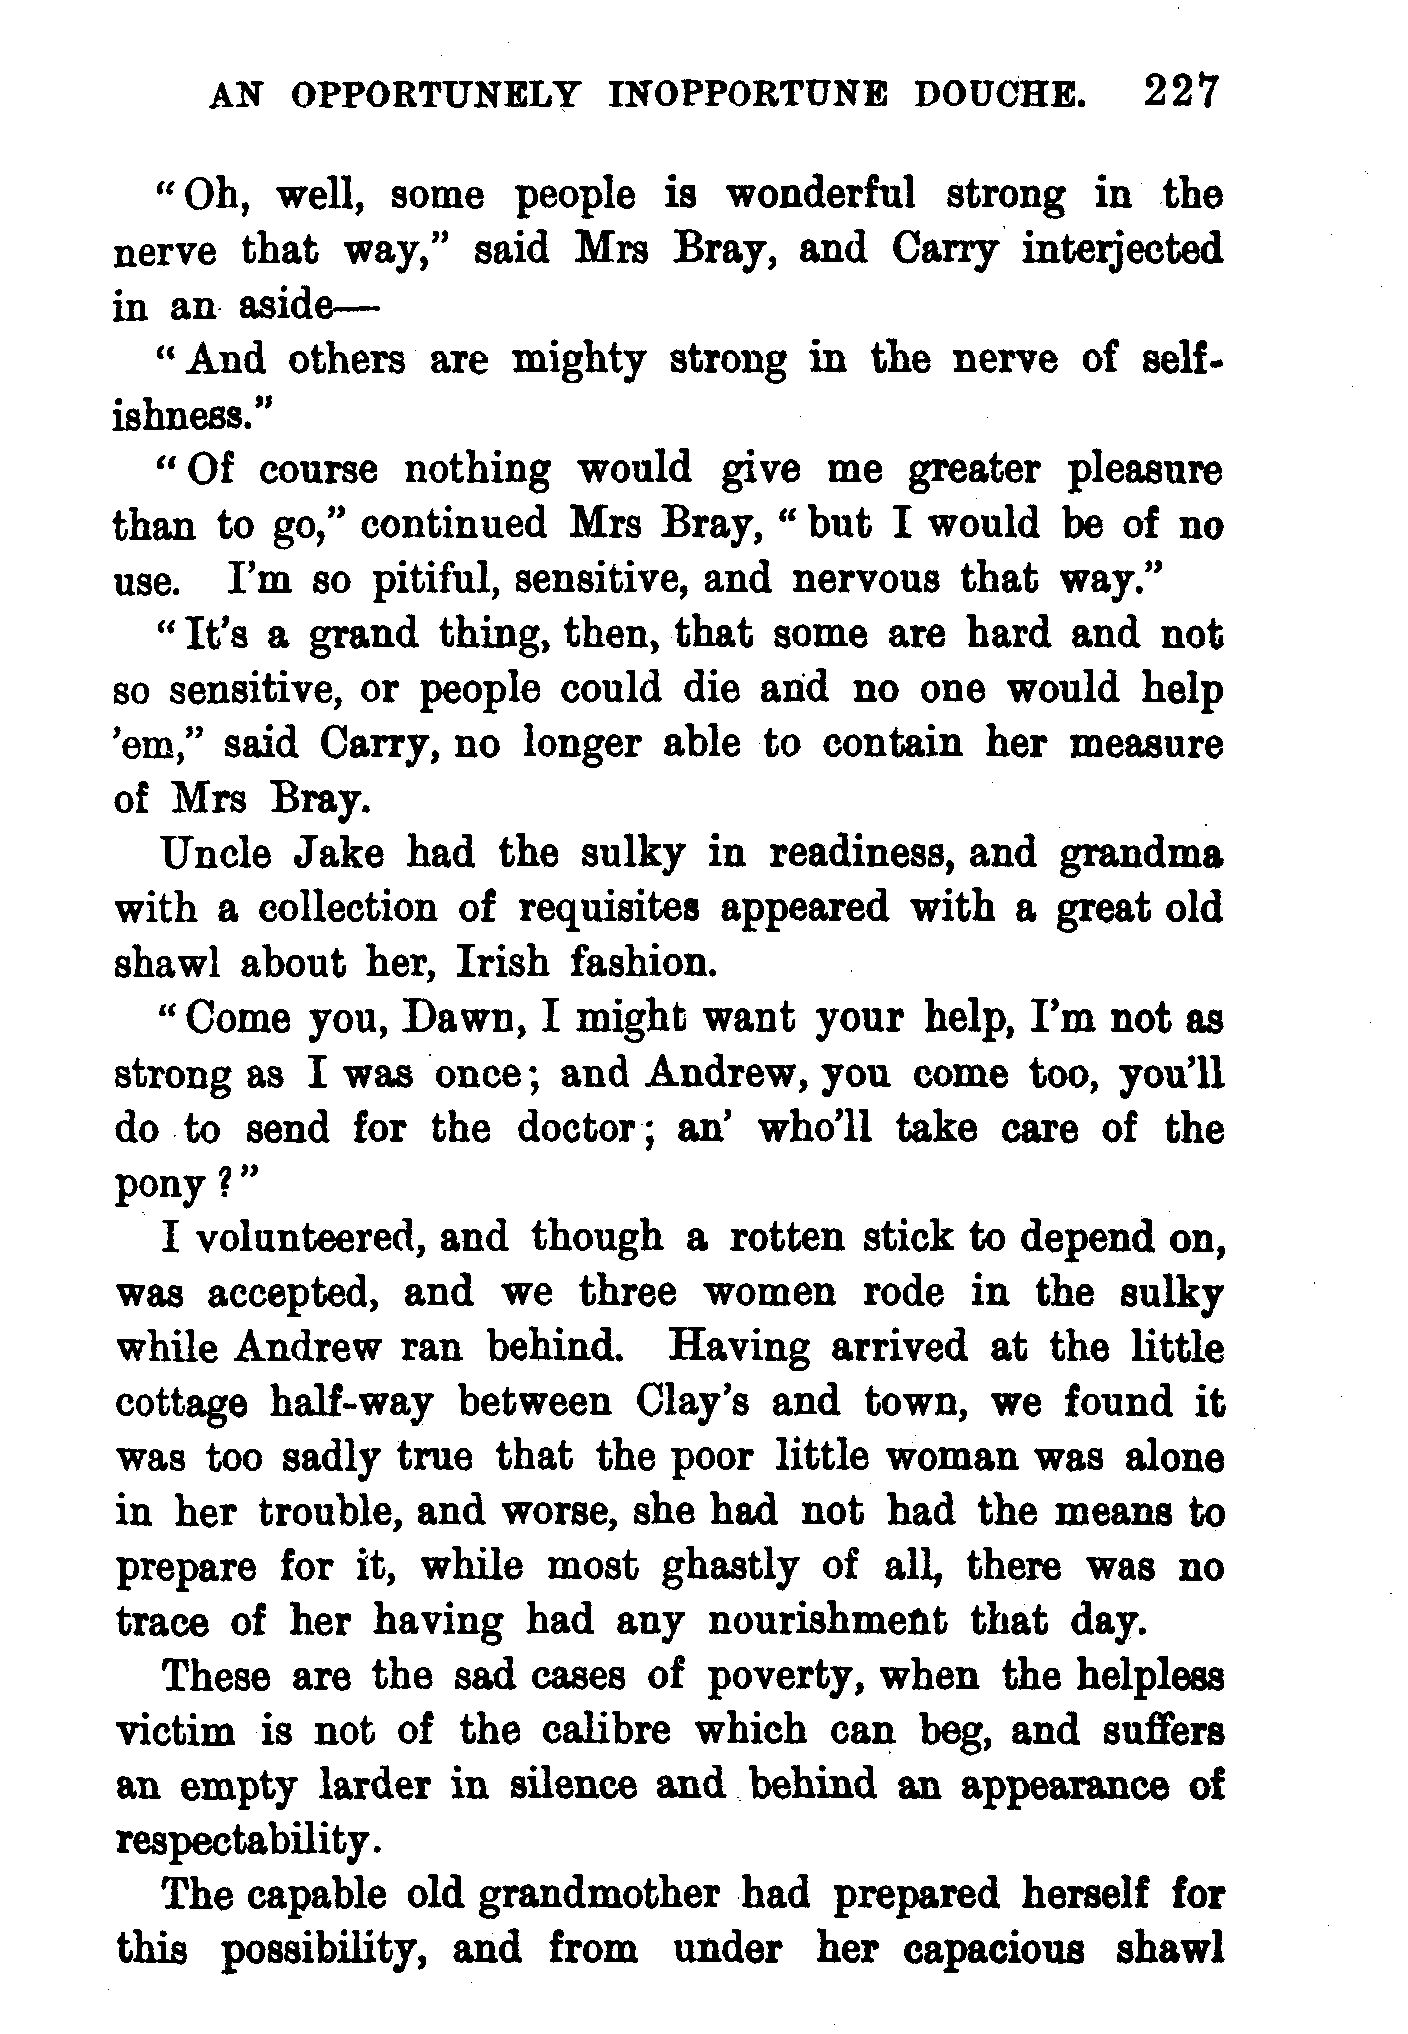 AN OPPORTUNELY INOPPORTUNE DOUCHE. 227
“Oh, well, some people is wonderful strong in the
nerve that way,” said Mrs Bray, and Carry interjected
in an aside—
“And others are mighty strong in the nerve of self-
ishness.”
“Of course nothing would give me greater pleasure
than to go,” continued Mrs Bray, “but I would be of no
use. I’m so pitiful, sensitive, and nervous that way.”
“It’s a grand thing, then, that some are hard and not
so sensitive, or people could die and no one would help
’em,” said Carry, no longer able to contain her measure
of Mrs Bray.
Uncle Jake had the sulky in readiness, and grandma
with a collection of requisites appeared with a great old
shawl about her, Irish fashion.
“Come you, Dawn, I might want your help, I’m not as
strong as I was once; and Andrew, you come too, you’ll
do to send for the doctor; an’ who’ll take care of the
pony?”
I volunteered, and though a rotten stick to depend on,
was accepted, and we three women rode in the sulky
while Andrew ran behind. Having arrived at the little
cottage half-way between Clay’s and town, we found it
was too sadly true that the poor little woman was alone
in her trouble, and worse, she had not had the means to
prepare for it, while most ghastly of all, there was no
trace of her having had any nourishment that day.
These are the sad cases of poverty, when the helpless
victim is not of the calibre which can beg, and suffers
an empty larder in silence and behind an appearance of
respectability.
The capable old grandmother had prepared herself for
this possibility, and from under her capacious shawl